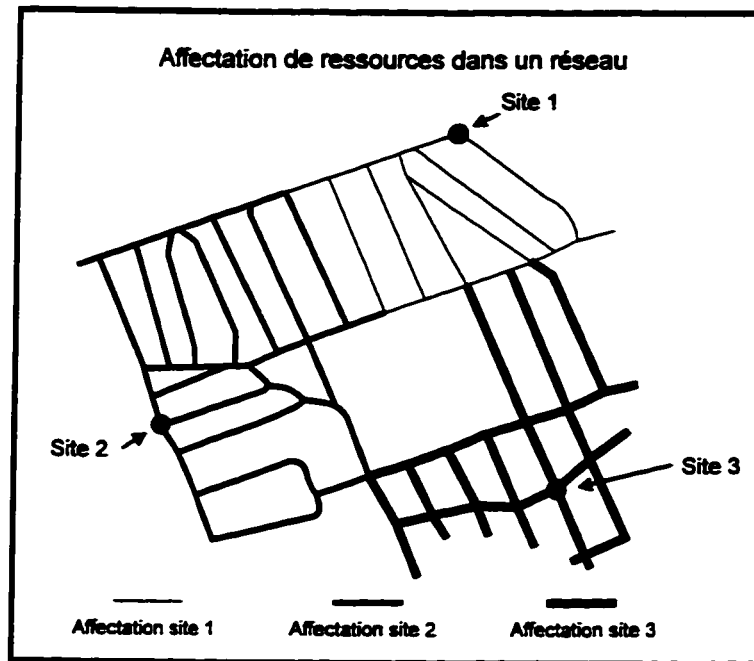 Affectation de ressources dans un réseau
Site 1
Site 2
Site 3
Affectation site 1
Affectation site 2
Affectation site 3